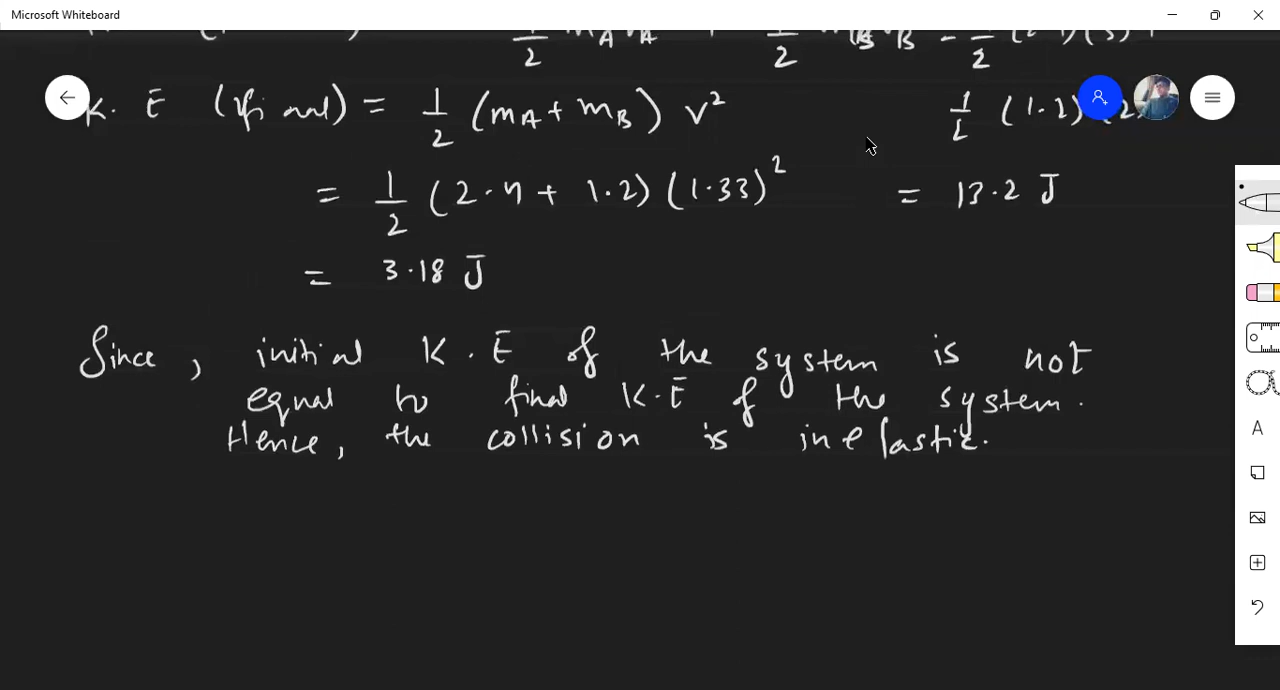 Microsoft Whiteboard
K.E (final) = 1/2 (mA + mB) v²
1/2 (1.2) (2
= 1/2 (2.4 + 1.2) (1.33)²
= 13.2 J
= 3.18 J
Since, initial K.E of the system is not
equal to final K.E of the system.
Hence, the collision is inelastic.
A